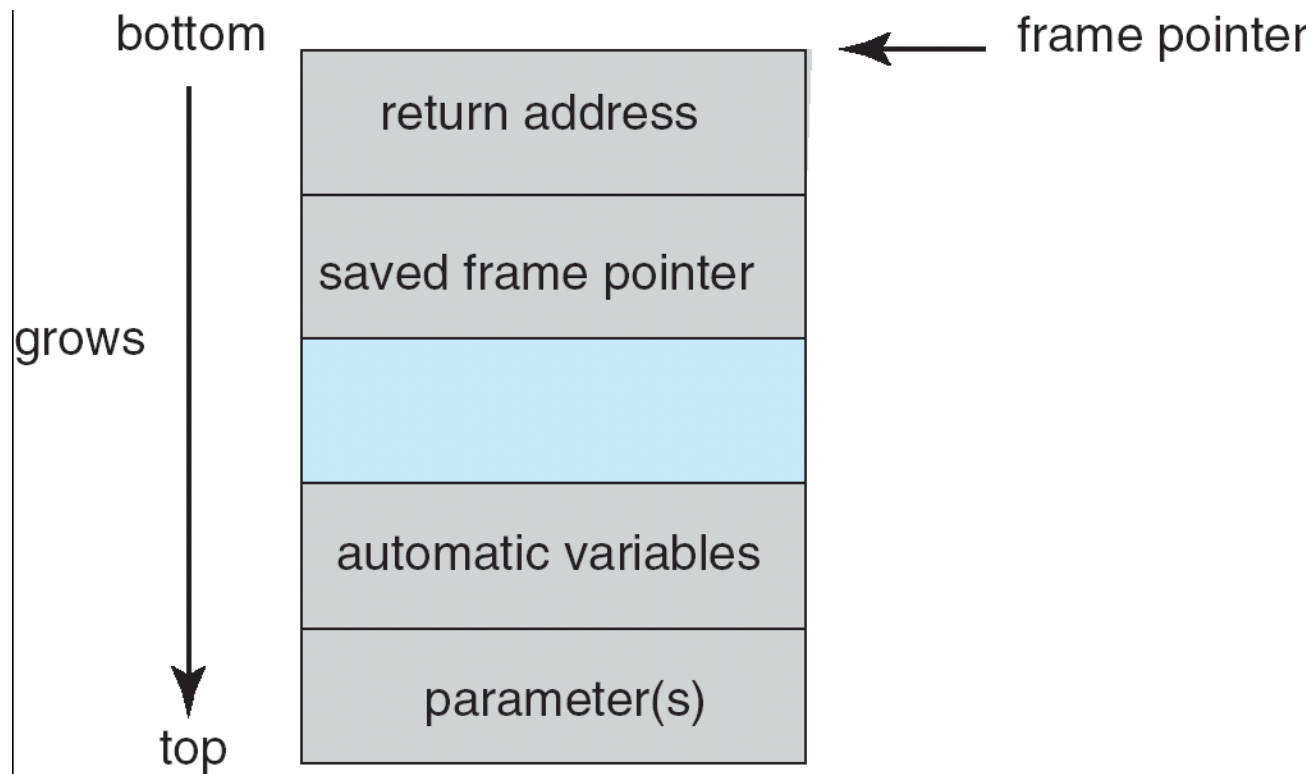 bottom
frame pointer
return address
saved frame pointer
grows
automatic variables
parameter(s)
top